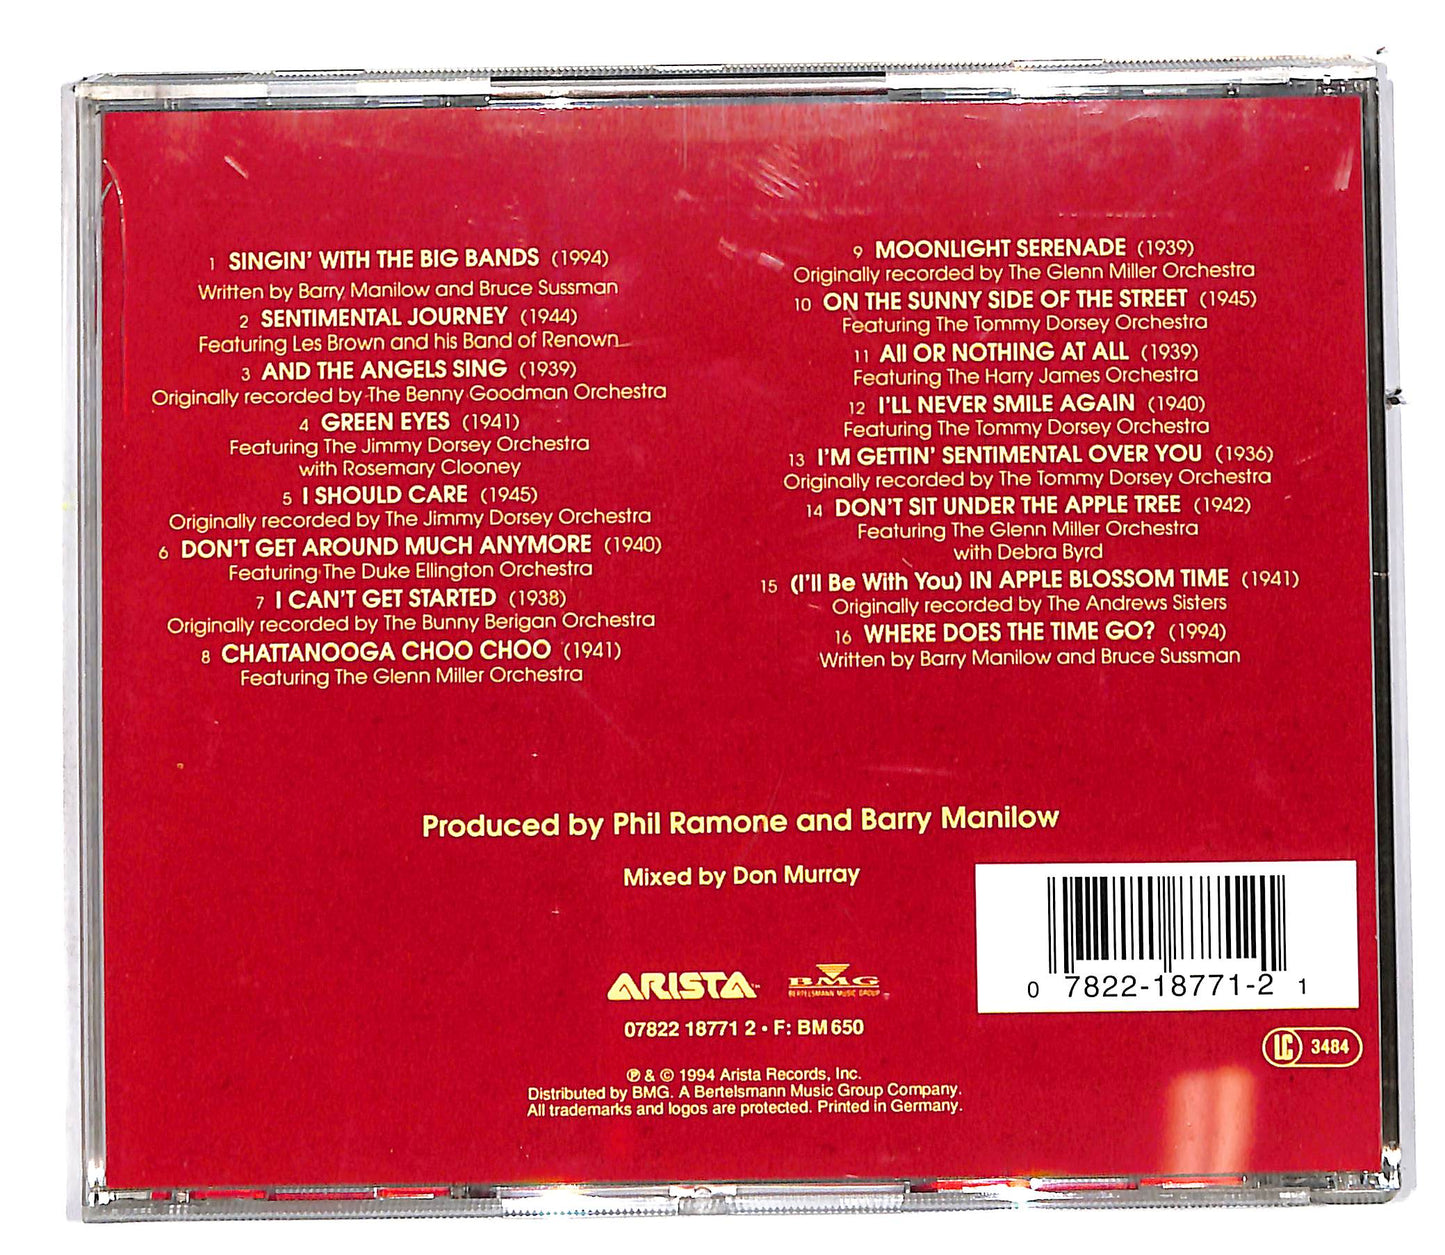 1 SINGIN' WITH THE BIG BANDS (1994)
Written by Barry Manilow and Bruce Sussman
2 SENTIMENTAL JOURNEY (1944)
Featuring Les Brown and his Band of Renown
3 AND THE ANGELS SING (1939)
Originally recorded by The Benny Goodman Orchestra
4 GREEN EYES (1941)
Featuring The Jimmy Dorsey Orchestra
with Rosemary Clooney
5 I SHOULD CARE (1945)
Originally recorded by The Jimmy Dorsey Orchestra
6 DON'T GET AROUND MUCH ANYMORE (1940)
Featuring The Duke Ellington Orchestra
7 I CAN'T GET STARTED (1938)
Originally recorded by The Bunny Berigan Orchestra
8 CHATTANOOGA CHOO CHOO (1941)
Featuring The Glenn Miller Orchestra
9 MOONLIGHT SERENADE (1939)
Originally recorded by The Glenn Miller Orchestra
10 ON THE SUNNY SIDE OF THE STREET (1945)
Featuring The Tommy Dorsey Orchestra
11 All OR NOTHING AT ALL (1939)
Featuring The Harry James Orchestra
12 I'LL NEVER SMILE AGAIN (1940)
Featuring The Tommy Dorsey Orchestra
13 I'M GETTIN' SENTIMENTAL OVER YOU (1936)
Originally recorded by The Tommy Dorsey Orchestra
14 DON'T SIT UNDER THE APPLE TREE (1942)
Featuring The Glenn Miller Orchestra
with Debra Byrd
15 (I'll Be With You) IN APPLE BLOSSOM TIME (1941)
Originally recorded by The Andrews Sisters
16 WHERE DOES THE TIME GO? (1994)
Written by Barry Manilow and Bruce Sussman
Produced by Phil Ramone and Barry Manilow
Mixed by Don Murray
ARISTA™ BMG
BERTELSMANN MUSIC GROUP
07822 18771 2 • F: BM 650
0 7822-18771-2 1
LC 3484
℗ & © 1994 Arista Records, Inc.
Distributed by BMG. A Bertelsmann Music Group Company.
All trademarks and logos are protected. Printed in Germany.